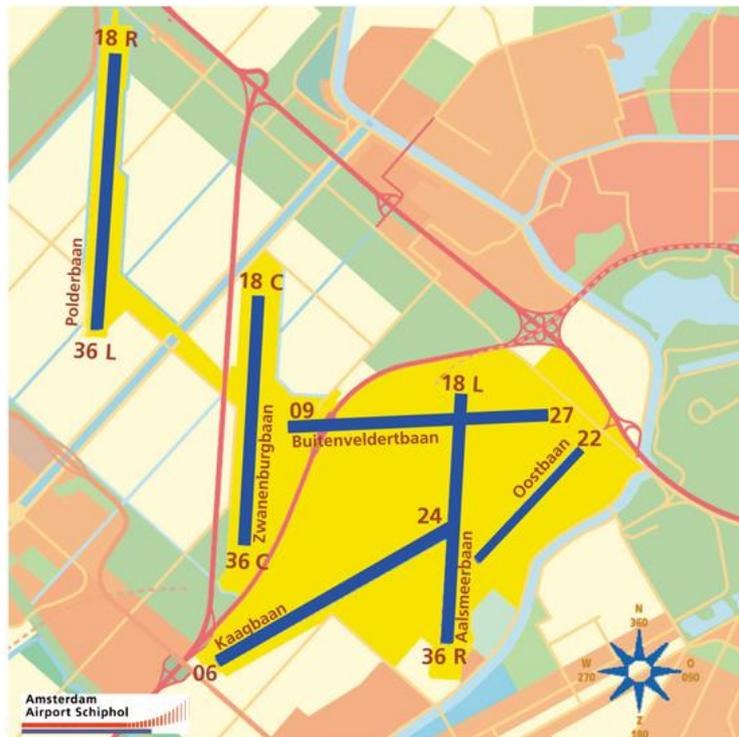 18 R
Polderbaan
36 L
18 C
Zwanenburgbaan
36 C
09
Buitenveldertbaan
27
18 L
22
Oostbaan
24
Aalsmeerbaan
36 R
Kaagbaan
06
N
360
W
270
O
090
Z
180
Amsterdam
Airport Schiphol